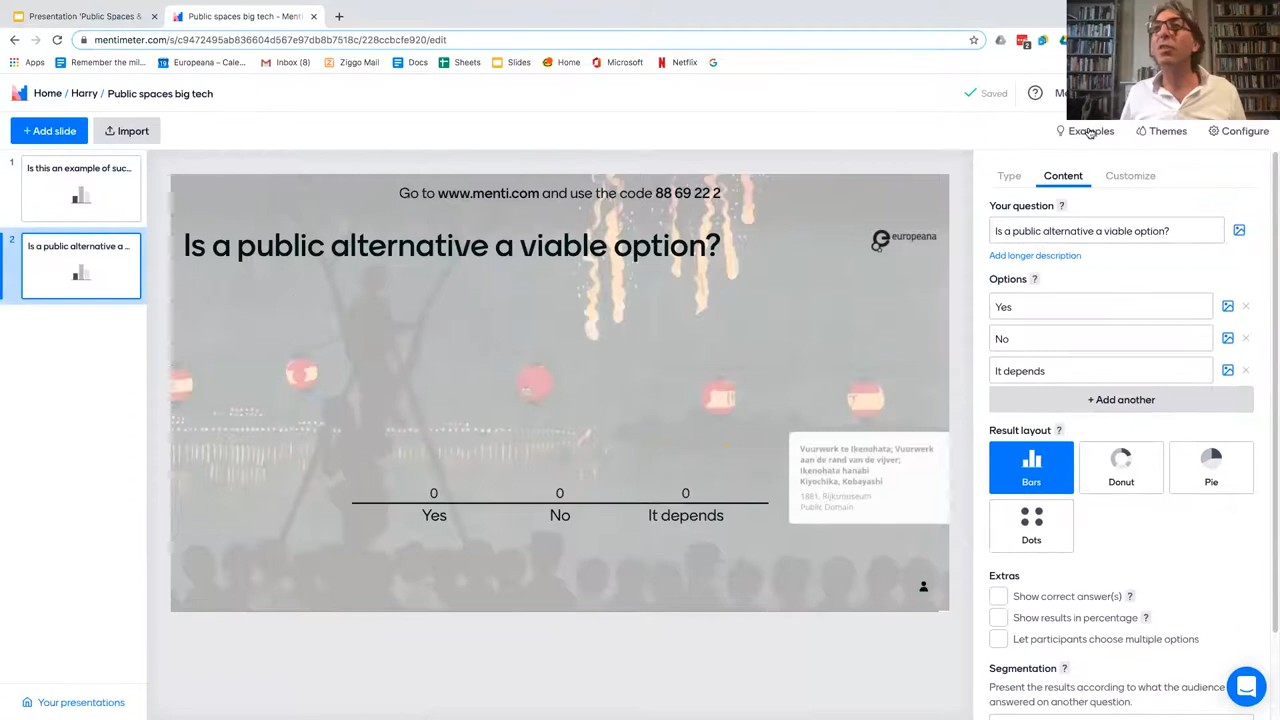 Presentation 'Public Spaces &
Public spaces big tech - Menti
mentimeter.com/s/c9472495ab836604d567e97db8b7518c/228ccbcfe920/edit
Apps
Remember the mil...
Europeana – Cale...
Inbox (8)
Ziggo Mail
Docs
Sheets
Slides
Home
Microsoft
Netflix
Home / Harry / Public spaces big tech
Saved
+ Add slide
Import
Examples
Themes
Configure
1
Is this an example of suc...
2
Is a public alternative a ...
Go to www.menti.com and use the code 88 69 22 2
Is a public alternative a viable option?
europeana
0
0
0
Yes
No
It depends
Vuurwerk te Ikenohata; Vuurwerk
aan de rand van de vijver;
Ikenohata hanabi
Kiyochika, Kobayashi
1881, Rijksmuseum
Public Domain
Type
Content
Customize
Your question ?
Is a public alternative a viable option?
Add longer description
Options ?
Yes
No
It depends
+ Add another
Result layout ?
Bars
Donut
Pie
Dots
Extras
Show correct answer(s) ?
Show results in percentage ?
Let participants choose multiple options
Segmentation ?
Present the results according to what the audience
answered on another question.
Your presentations